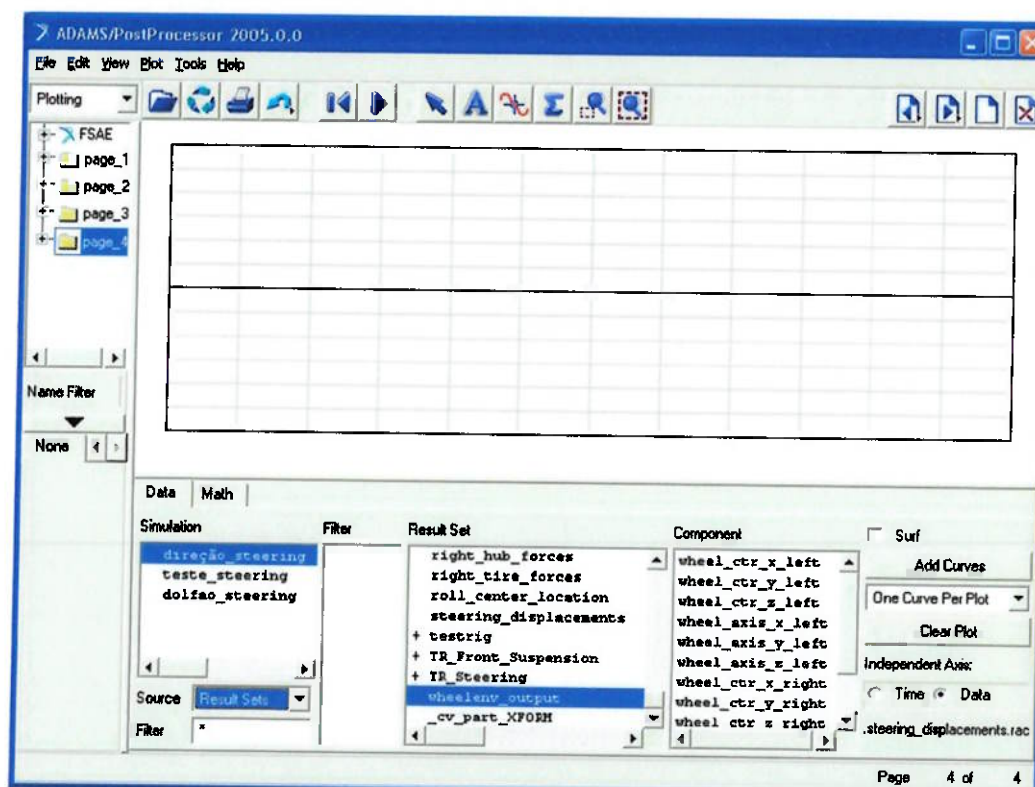 ADAMS/PostProcessor 2005.0.0
File Edit View Plot Tools Help
Plotting
FSAE
page_1
page_2
page_3
page_4
Name Filter
None
Data Math
Simulation
direção_steering
teste_steering
dolfao_steering
Source Result Sets
Filter *
Filter
Result Set
right_hub_forces
right_tire_forces
roll_center_location
steering_displacements
+ testrig
+ TR_Front_Suspension
+ TR_Steering
wheelenv_output
_cv_part_XFORM
Component
wheel_ctr_x_left
wheel_ctr_y_left
wheel_ctr_z_left
wheel_axis_x_left
wheel_axis_y_left
wheel_axis_z_left
wheel_ctr_x_right
wheel_ctr_y_right
wheel_ctr_z_right
Surf
Add Curves
One Curve Per Plot
Clear Plot
Independent Axis:
Time Data
.steering_displacements.rac
Page 4 of 4